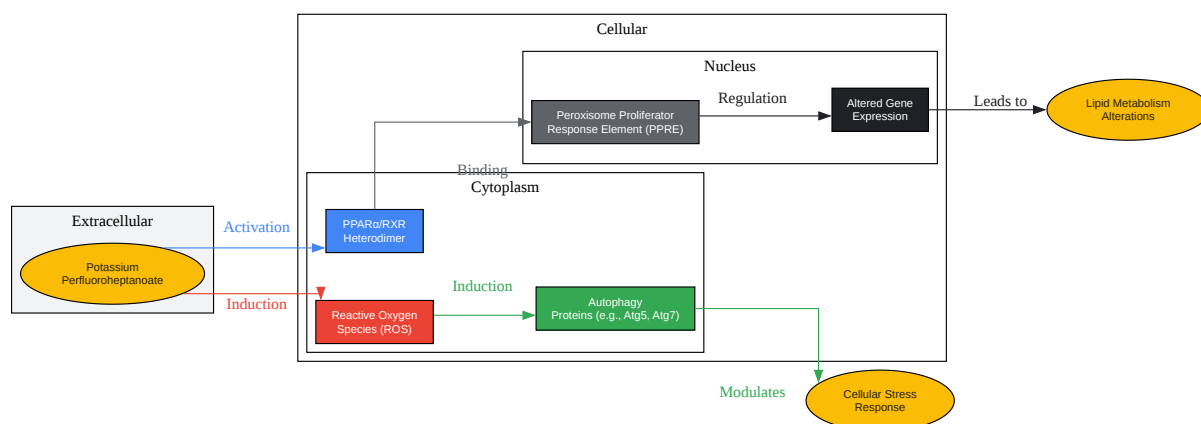 Cellular
Nucleus
Peroxisome Proliferator
Response Element (PPRE)
Regulation
Altered Gene
Expression
Leads to
Lipid Metabolism
Alterations
Binding
Cytoplasm
Extracellular
Potassium
Perfluoroheptanoate
Activation
PPARα/RXR
Heterodimer
Induction
Reactive Oxygen
Species (ROS)
Induction
Autophagy
Proteins (e.g., Atg5, Atg7)
Modulates
Cellular Stress
Response